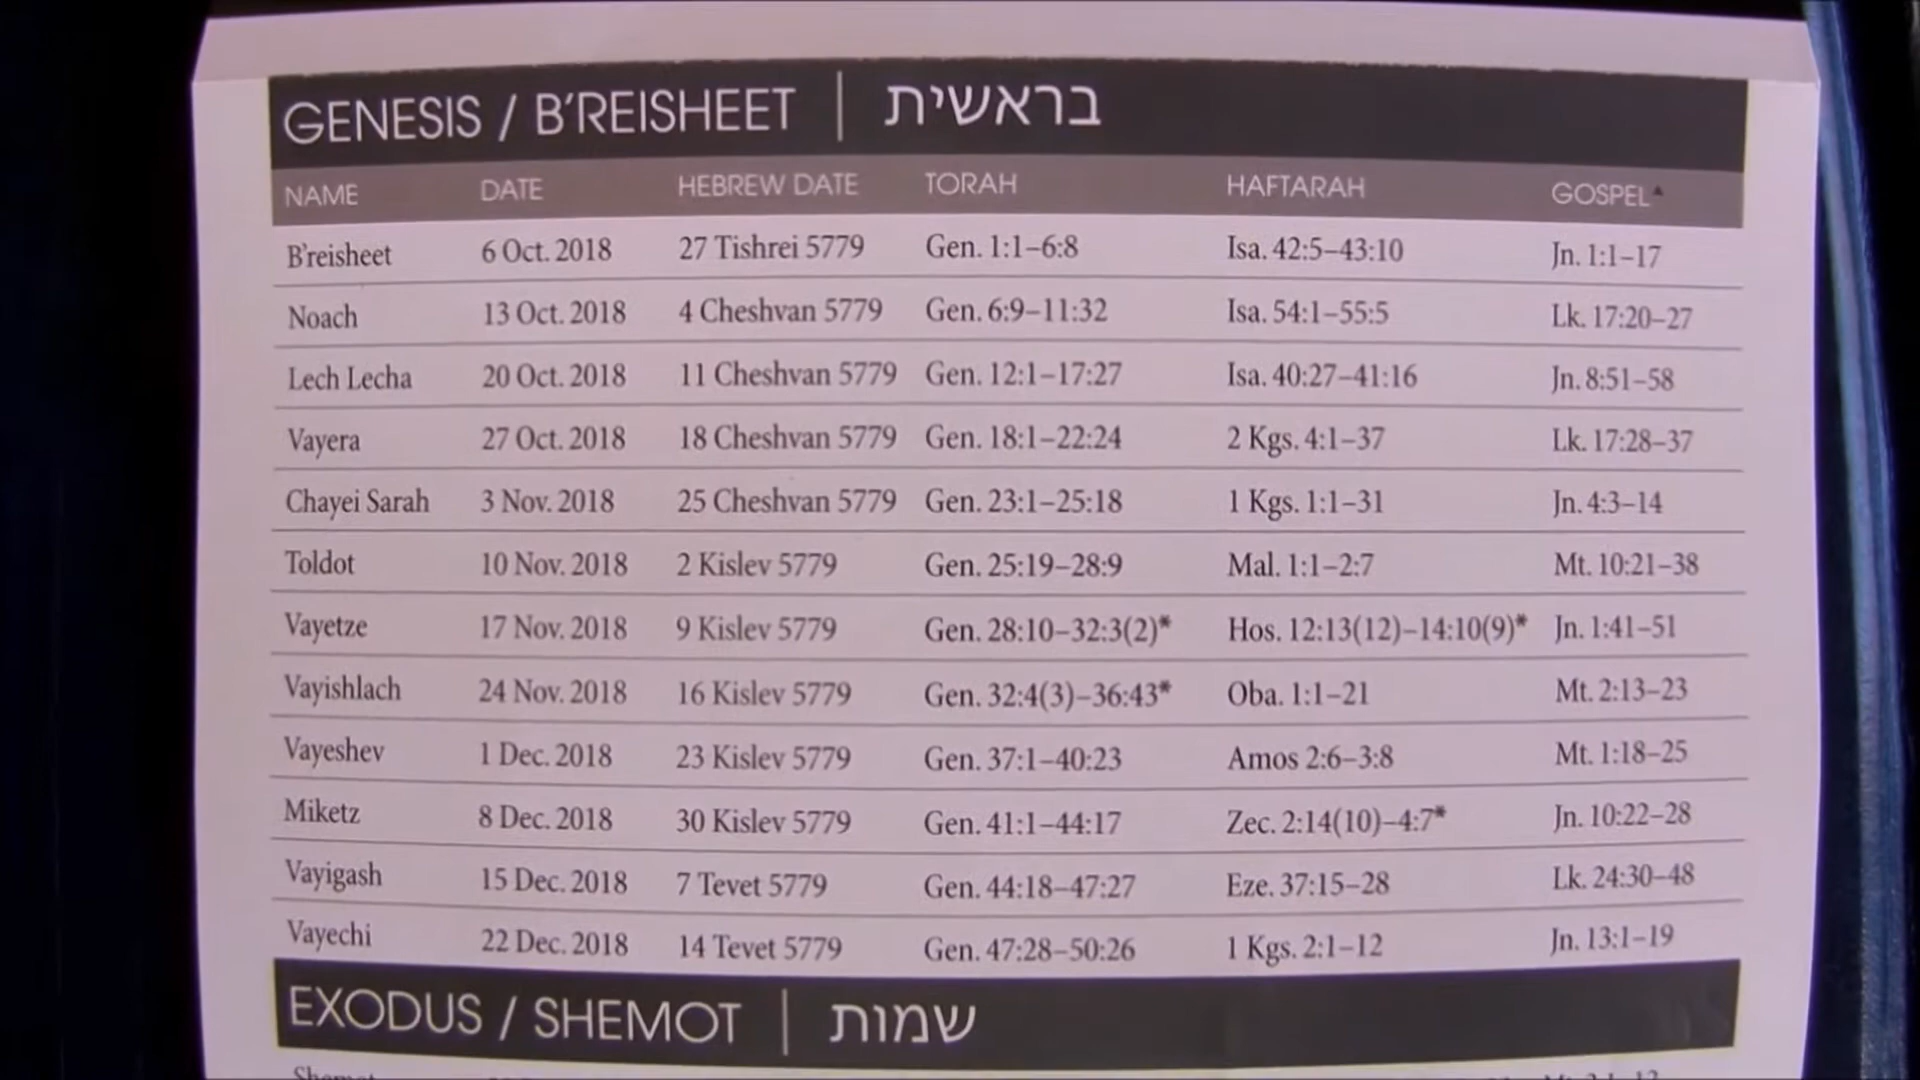 GENESIS / B'REISHEET | בראשית
NAME DATE HEBREW DATE TORAH HAFTARAH GOSPEL▲
B'reisheet 6 Oct. 2018 27 Tishrei 5779 Gen. 1:1–6:8 Isa. 42:5–43:10 Jn. 1:1–17
Noach 13 Oct. 2018 4 Cheshvan 5779 Gen. 6:9–11:32 Isa. 54:1–55:5 Lk. 17:20–27
Lech Lecha 20 Oct. 2018 11 Cheshvan 5779 Gen. 12:1–17:27 Isa. 40:27–41:16 Jn. 8:51–58
Vayera 27 Oct. 2018 18 Cheshvan 5779 Gen. 18:1–22:24 2 Kgs. 4:1–37 Lk. 17:28–37
Chayei Sarah 3 Nov. 2018 25 Cheshvan 5779 Gen. 23:1–25:18 1 Kgs. 1:1–31 Jn. 4:3–14
Toldot 10 Nov. 2018 2 Kislev 5779 Gen. 25:19–28:9 Mal. 1:1–2:7 Mt. 10:21–38
Vayetze 17 Nov. 2018 9 Kislev 5779 Gen. 28:10–32:3(2)* Hos. 12:13(12)–14:10(9)* Jn. 1:41–51
Vayishlach 24 Nov. 2018 16 Kislev 5779 Gen. 32:4(3)–36:43* Oba. 1:1–21 Mt. 2:13–23
Vayeshev 1 Dec. 2018 23 Kislev 5779 Gen. 37:1–40:23 Amos 2:6–3:8 Mt. 1:18–25
Miketz 8 Dec. 2018 30 Kislev 5779 Gen. 41:1–44:17 Zec. 2:14(10)–4:7* Jn. 10:22–28
Vayigash 15 Dec. 2018 7 Tevet 5779 Gen. 44:18–47:27 Eze. 37:15–28 Lk. 24:30–48
Vayechi 22 Dec. 2018 14 Tevet 5779 Gen. 47:28–50:26 1 Kgs. 2:1–12 Jn. 13:1–19
EXODUS / SHEMOT | שמות